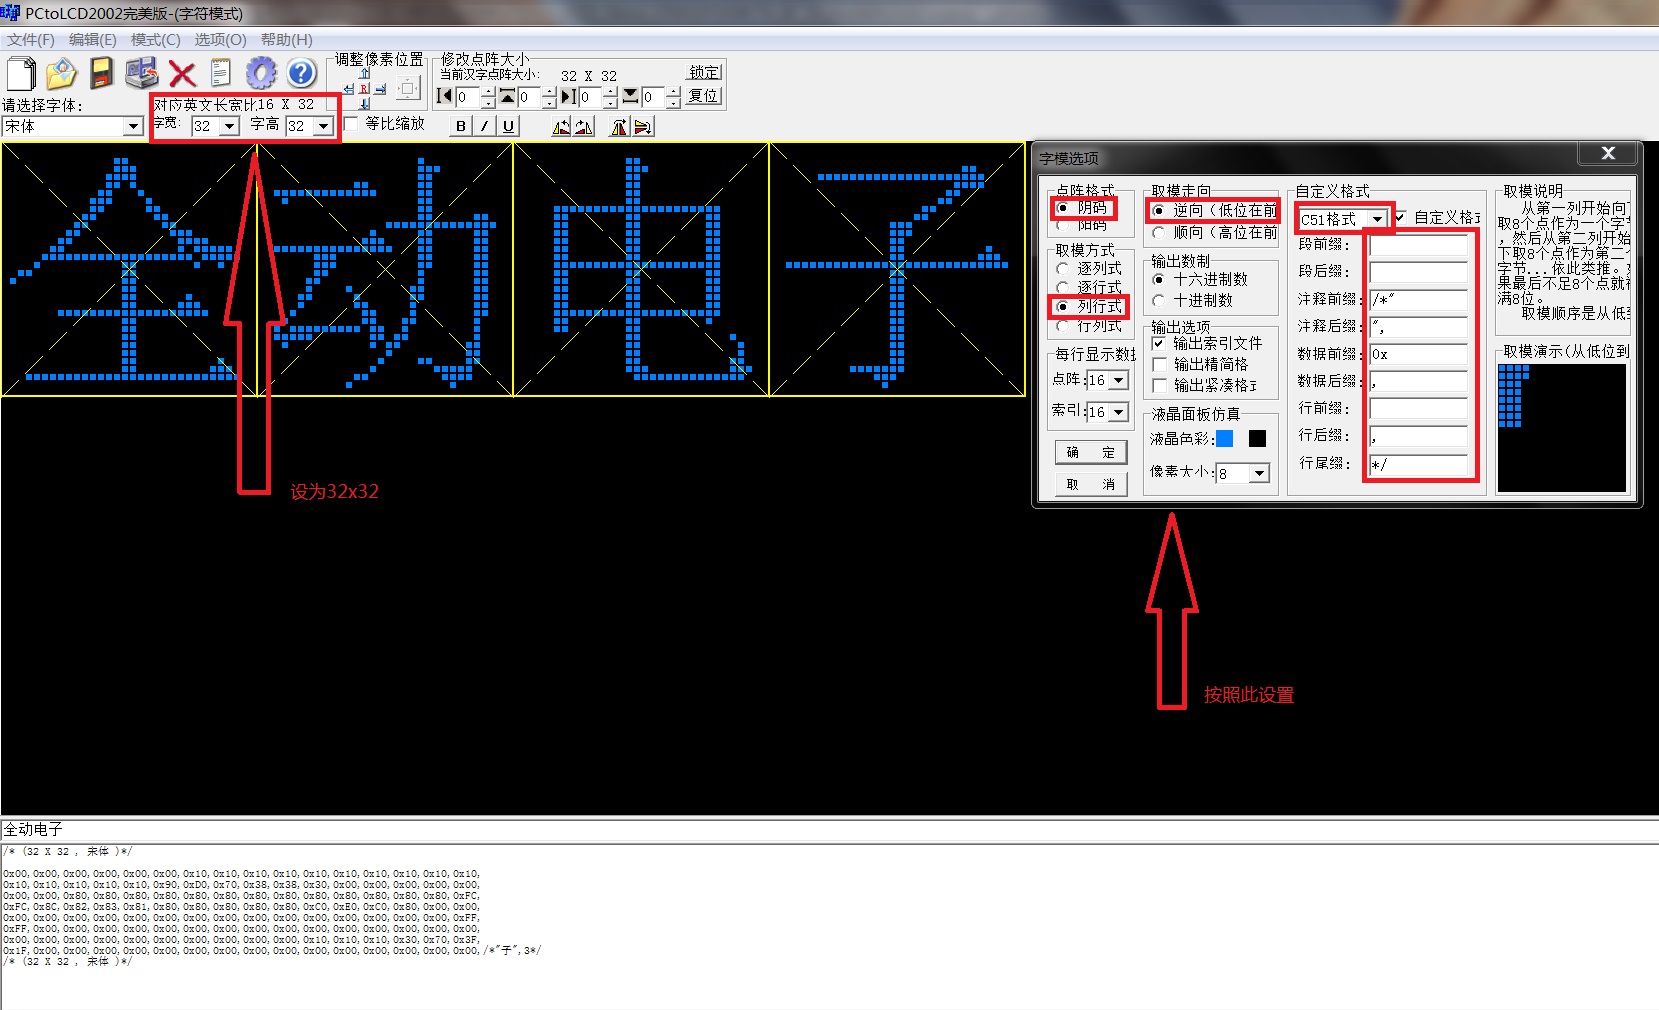 PCtoLCD2002完美版-(字符模式)
文件(F) 编辑(E) 模式(C) 选项(O) 帮助(H)
调整像素位置
修改点阵大小
当前汉字点阵大小: 32 X 32
锁定
0 0 0 0 复位
请选择字体:
对应英文长宽比16 X 32
宋体
字宽: 32 字高 32
等比缩放
B I U
全动电子
设为32x32
字模选项
点阵格式
阴码
阳码
取模方式
逐列式
逐行式
列行式
行列式
每行显示数据
点阵: 16
索引: 16
确 定
取 消
取模走向
逆向(低位在前
顺向(高位在前
输出数制
十六进制数
十进制数
输出选项
输出索引文件
输出精简格
输出紧凑格式
液晶面板仿真
液晶色彩:
像素大小: 8
自定义格式
C51格式 自定义格式
段前缀:
段后缀:
注释前缀: /*"
注释后缀: ",
数据前缀: 0x
数据后缀: ,
行前缀:
行后缀: ,
行尾缀: */
取模说明
从第一列开始向下
取8个点作为一个字节
,然后从第二列开始
下取8个点作为第二个
字节...依此类推。如
果最后不足8个点就补
满8位。
取模顺序是从低到
取模演示(从低位到
按照此设置
全动电子
/* (32 X 32 , 宋体 )*/
0x00,0x00,0x00,0x00,0x00,0x00,0x10,0x10,0x10,0x10,0x10,0x10,0x10,0x10,0x10,0x10,
0x10,0x10,0x10,0x10,0x10,0x90,0xD0,0x70,0x38,0x38,0x30,0x00,0x00,0x00,0x00,0x00,
0x00,0x00,0x80,0x80,0x80,0x80,0x80,0x80,0x80,0x80,0x80,0x80,0x80,0x80,0x80,0xFC,
0xFC,0x8C,0x82,0x83,0x81,0x80,0x80,0x80,0x80,0x80,0xC0,0xE0,0xC0,0x80,0x00,0x00,
0x00,0x00,0x00,0x00,0x00,0x00,0x00,0x00,0x00,0x00,0x00,0x00,0x00,0x00,0x00,0xFF,
0xFF,0x00,0x00,0x00,0x00,0x00,0x00,0x00,0x00,0x00,0x00,0x00,0x00,0x00,0x00,0x00,
0x00,0x00,0x00,0x00,0x00,0x00,0x00,0x00,0x00,0x00,0x10,0x10,0x10,0x30,0x70,0x3F,
0x1F,0x00,0x00,0x00,0x00,0x00,0x00,0x00,0x00,0x00,0x00,0x00,0x00,0x00,0x00,0x00,/*"子",3*/
/* (32 X 32 , 宋体 )*/